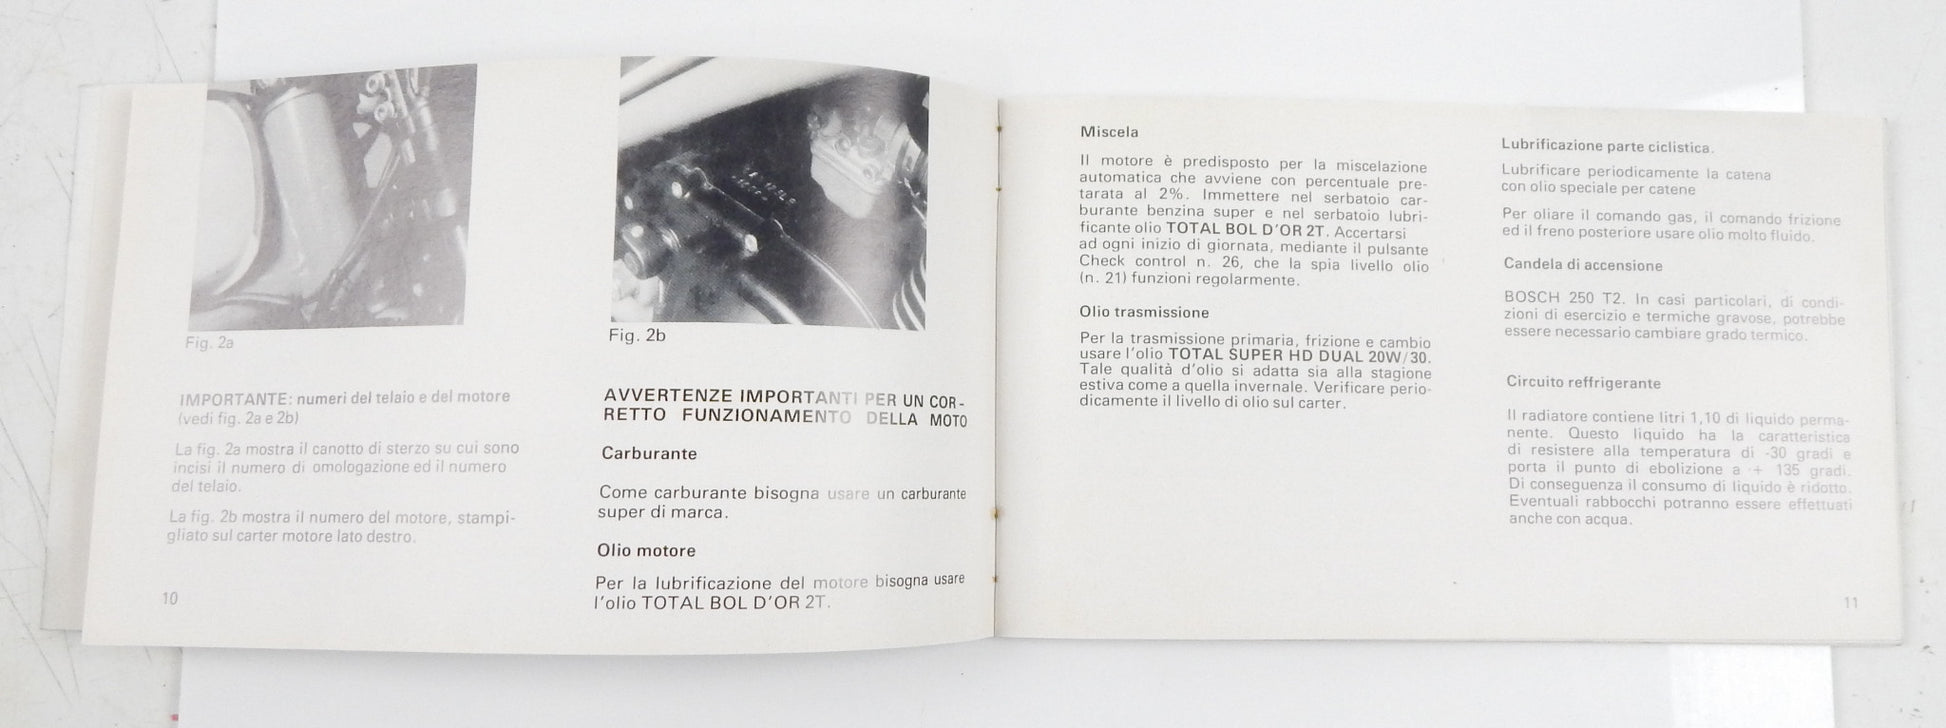 Fig. 2a
IMPORTANTE: numeri del telaio e del motore
(vedi fig. 2a e 2b)
La fig. 2a mostra il canotto di sterzo su cui sono
incisi il numero di omologazione ed il numero
del telaio.
La fig. 2b mostra il numero del motore, stampi-
gliato sul carter motore lato destro.
10
Fig. 2b
AVVERTENZE IMPORTANTI PER UN COR-
RETTO FUNZIONAMENTO DELLA MOTO
Carburante
Come carburante bisogna usare un carburante
super di marca.
Olio motore
Per la lubrificazione del motore bisogna usare
l'olio TOTAL BOL D'OR 2T.
Miscela
Il motore è predisposto per la miscelazione
automatica che avviene con percentuale pre-
tarata al 2%. Immettere nel serbatoio car-
burante benzina super e nel serbatoio lubri-
ficante olio TOTAL BOL D'OR 2T. Accertarsi
ad ogni inizio di giornata, mediante il pulsante
Check control n. 26, che la spia livello olio
(n. 21) funzioni regolarmente.
Olio trasmissione
Per la trasmissione primaria, frizione e cambio
usare l'olio TOTAL SUPER HD DUAL 20W/30.
Tale qualità d'olio si adatta sia alla stagione
estiva come a quella invernale. Verificare perio-
dicamente il livello di olio sul carter.
Lubrificazione parte ciclistica.
Lubrificare periodicamente la catena
con olio speciale per catene
Per oliare il comando gas, il comando frizione
ed il freno posteriore usare olio molto fluido.
Candela di accensione
BOSCH 250 T2. In casi particolari, di condi-
zioni di esercizio e termiche gravose, potrebbe
essere necessario cambiare grado termico.
Circuito reffrigerante
Il radiatore contiene litri 1,10 di liquido perma-
nente. Questo liquido ha la caratteristica
di resistere alla temperatura di -30 gradi e
porta il punto di ebolizione a + 135 gradi.
Di conseguenza il consumo di liquido è ridotto.
Eventuali rabbocchi potranno essere effettuati
anche con acqua.
11